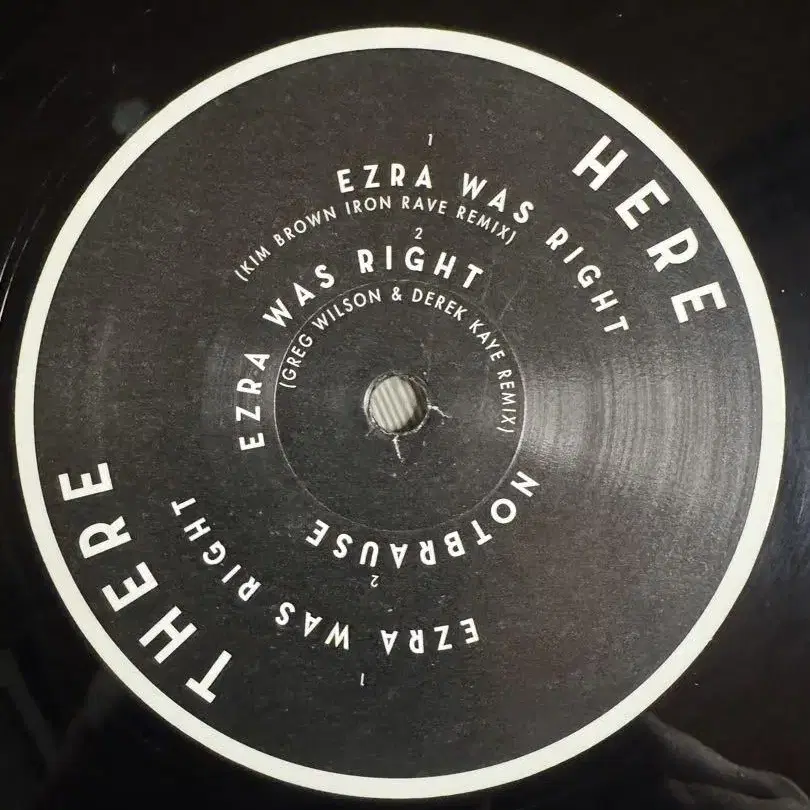 HERE
1
EZRA WAS RIGHT
(KIM BROWN IRON RAVE REMIX)
2
EZRA WAS RIGHT
(GREG WILSON & DEREK KAYE REMIX)
THERE
1
EZRA WAS RIGHT
2
NOTBRAUSE